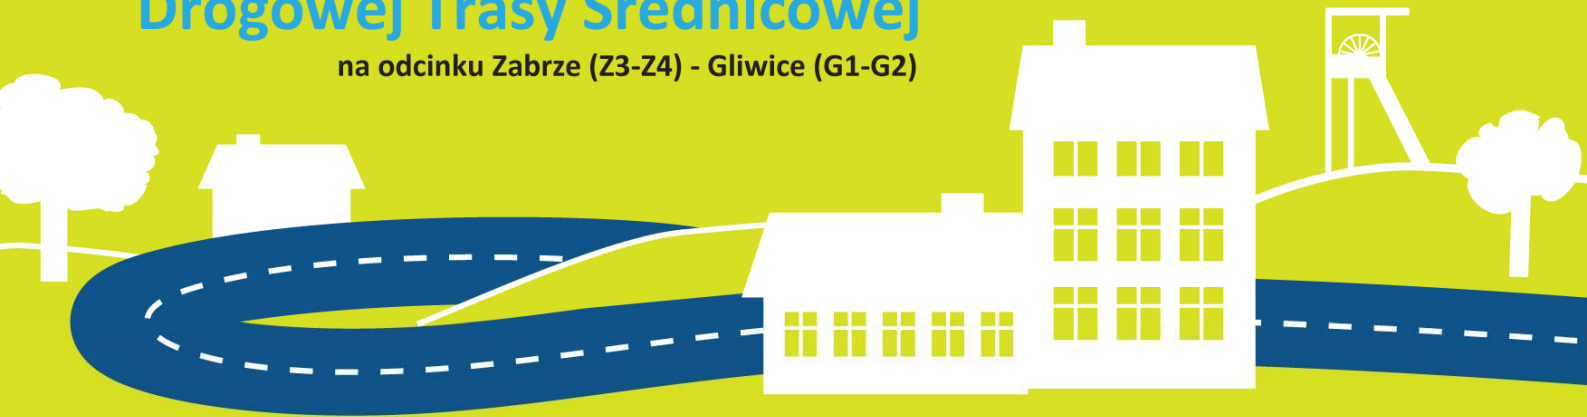 Drogowej Trasy Średnicowej
na odcinku Zabrze (Z3-Z4) - Gliwice (G1-G2)